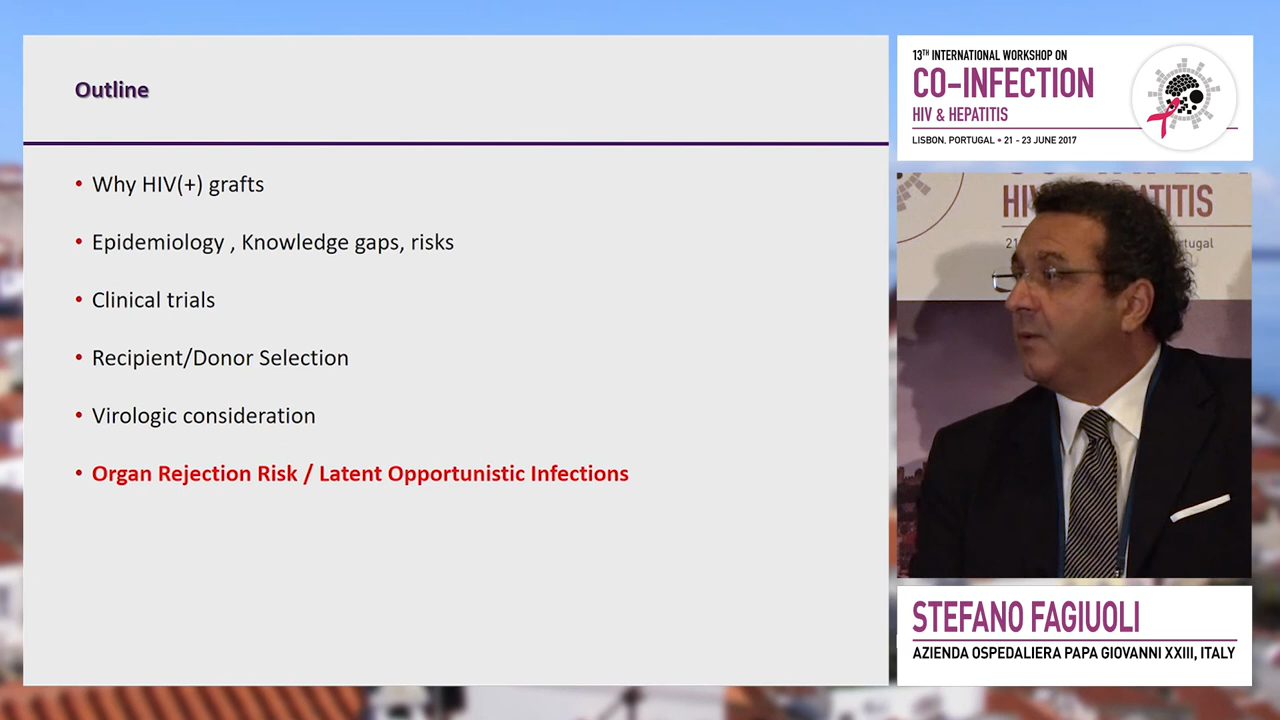 Outline
• Why HIV(+) grafts
• Epidemiology , Knowledge gaps, risks
• Clinical trials
• Recipient/Donor Selection
• Virologic consideration
• Organ Rejection Risk / Latent Opportunistic Infections
13TH INTERNATIONAL WORKSHOP ON
CO-INFECTION
HIV & HEPATITIS
LISBON, PORTUGAL • 21 - 23 JUNE 2017
STEFANO FAGIUOLI
AZIENDA OSPEDALIERA PAPA GIOVANNI XXIII, ITALY